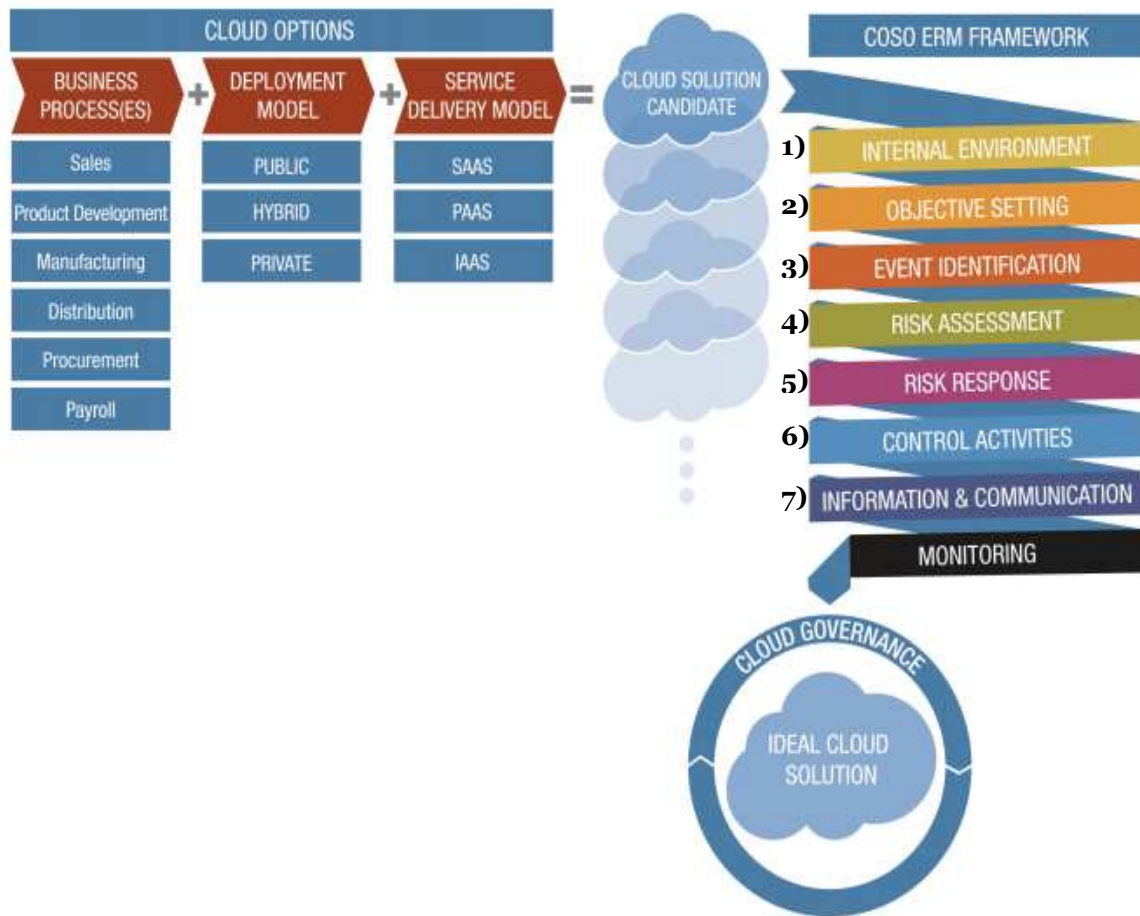 CLOUD OPTIONS
BUSINESS
PROCESS(ES)
+
DEPLOYMENT
MODEL
+
SERVICE
DELIVERY MODEL
=
Sales
Product Development
Manufacturing
Distribution
Procurement
Payroll
PUBLIC
HYBRID
PRIVATE
SAAS
PAAS
IAAS
CLOUD SOLUTION
CANDIDATE
COSO ERM FRAMEWORK
1) INTERNAL ENVIRONMENT
2) OBJECTIVE SETTING
3) EVENT IDENTIFICATION
4) RISK ASSESSMENT
5) RISK RESPONSE
6) CONTROL ACTIVITIES
7) INFORMATION & COMMUNICATION
MONITORING
CLOUD GOVERNANCE
IDEAL CLOUD
SOLUTION